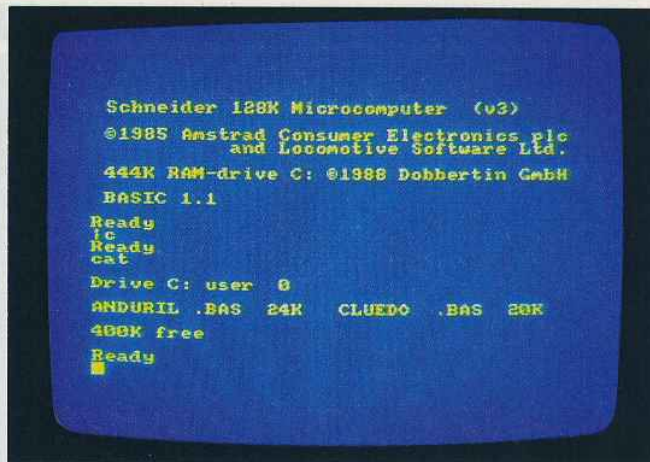 Schneider 128K Microcomputer (v3)
©1985 Amstrad Consumer Electronics plc
and Locomotive Software Ltd.
444K RAM-drive C: ©1988 Dobbertin GmbH
BASIC 1.1
Ready
|c
Ready
cat
Drive C: user 0
ANDURIL .BAS 24K CLUEDO .BAS 20K
400K free
Ready